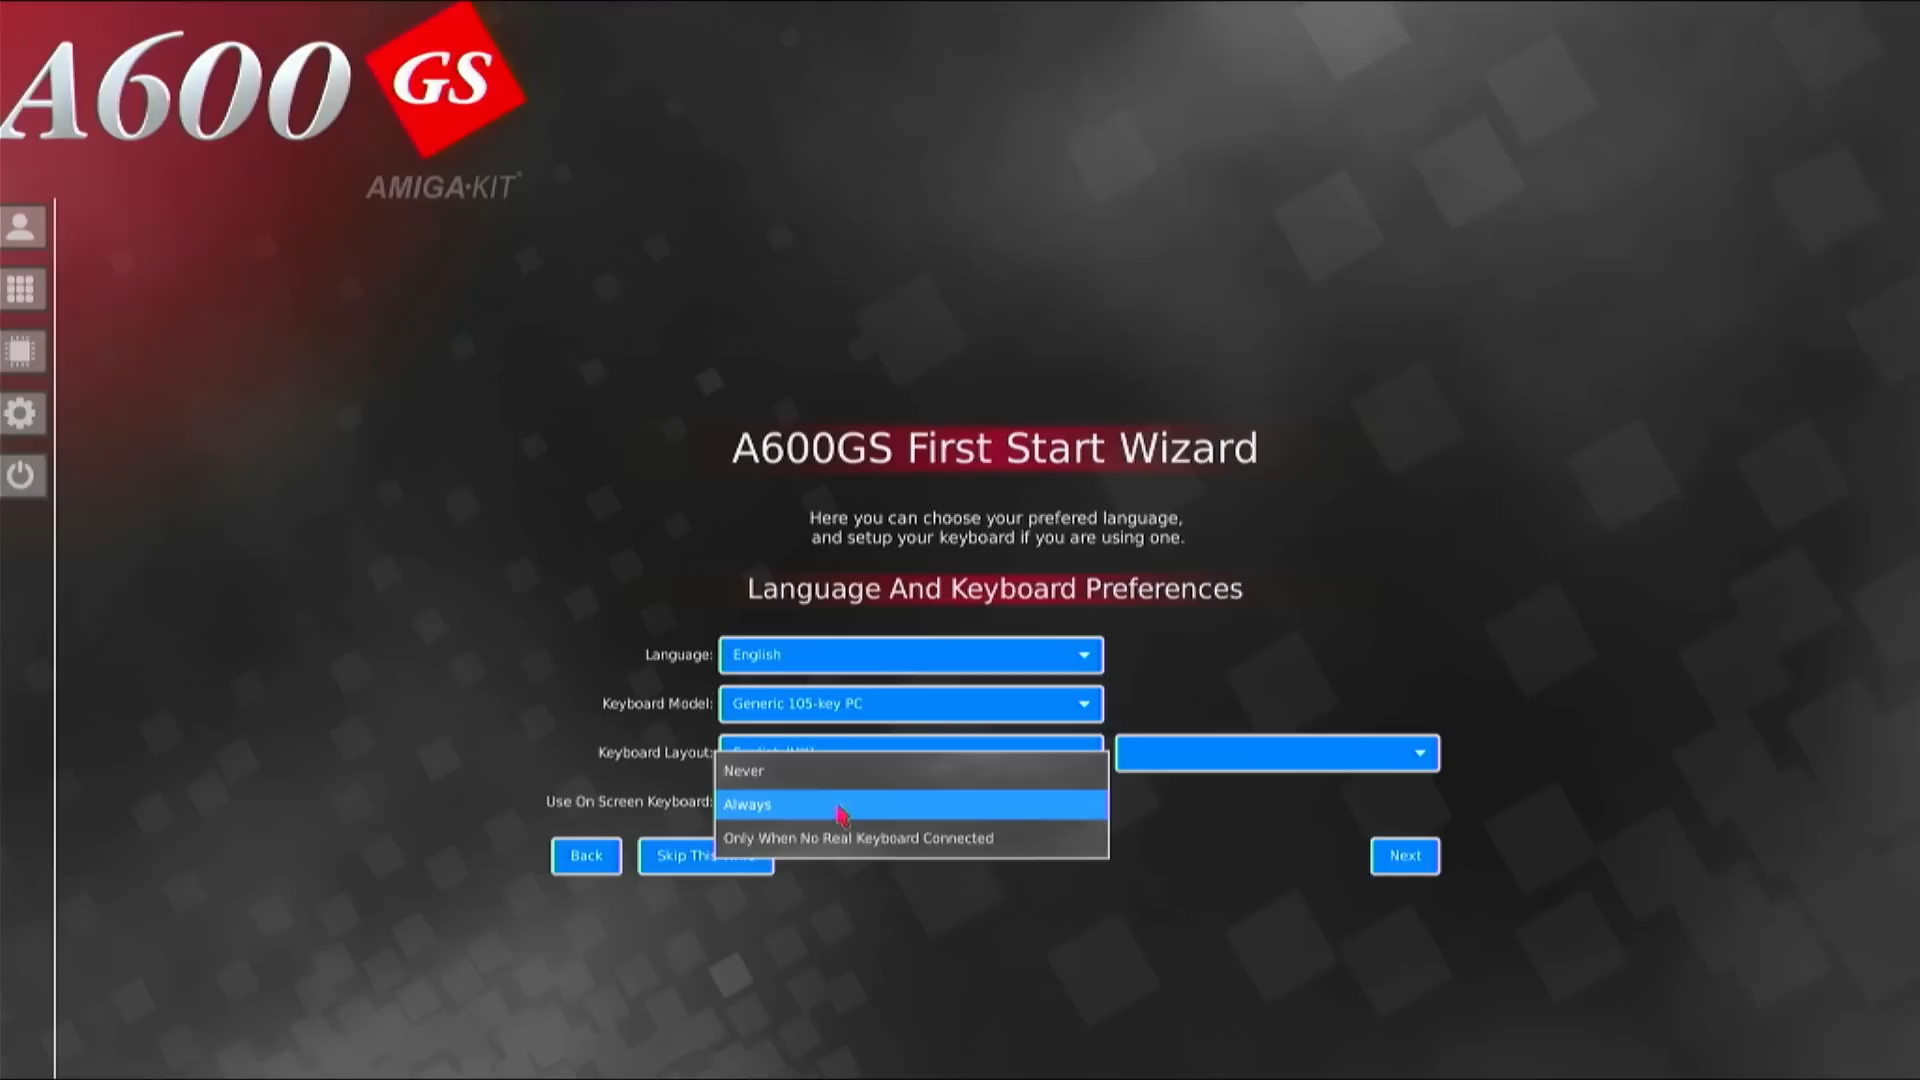 A600 GS
AMIGA·KIT
A600GS First Start Wizard
Here you can choose your prefered language,
and setup your keyboard if you are using one.
Language And Keyboard Preferences
Language: English
Keyboard Model: Generic 105-key PC
Keyboard Layout:
Never
Use On Screen Keyboard: Always
Only When No Real Keyboard Connected
Back Skip This Next